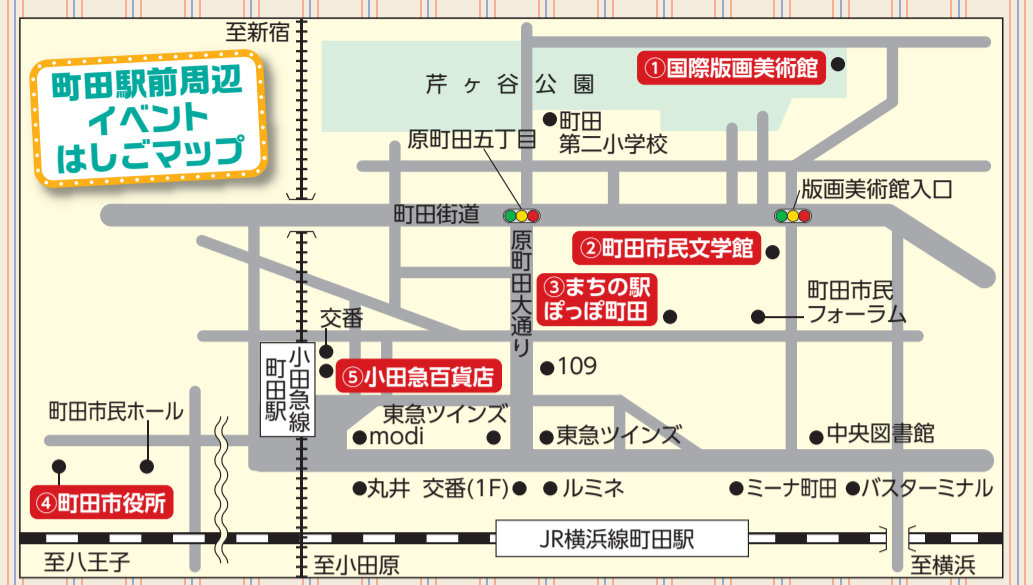 至新宿
町田駅前周辺
イベント
はしごマップ
①国際版画美術館
芹ヶ谷公園
町田
第二小学校
原町田五丁目
版画美術館入口
町田街道
原町田大通り
②町田市民文学館
③まちの駅
ぽっぽ町田
町田市民
フォーラム
交番
小田急線
町田駅
⑤小田急百貨店
109
町田市民ホール
東急ツインズ
modi
東急ツインズ
中央図書館
④町田市役所
丸井
交番(1F)
ルミネ
ミーナ町田
バスターミナル
JR横浜線町田駅
至八王子
至小田原
至横浜